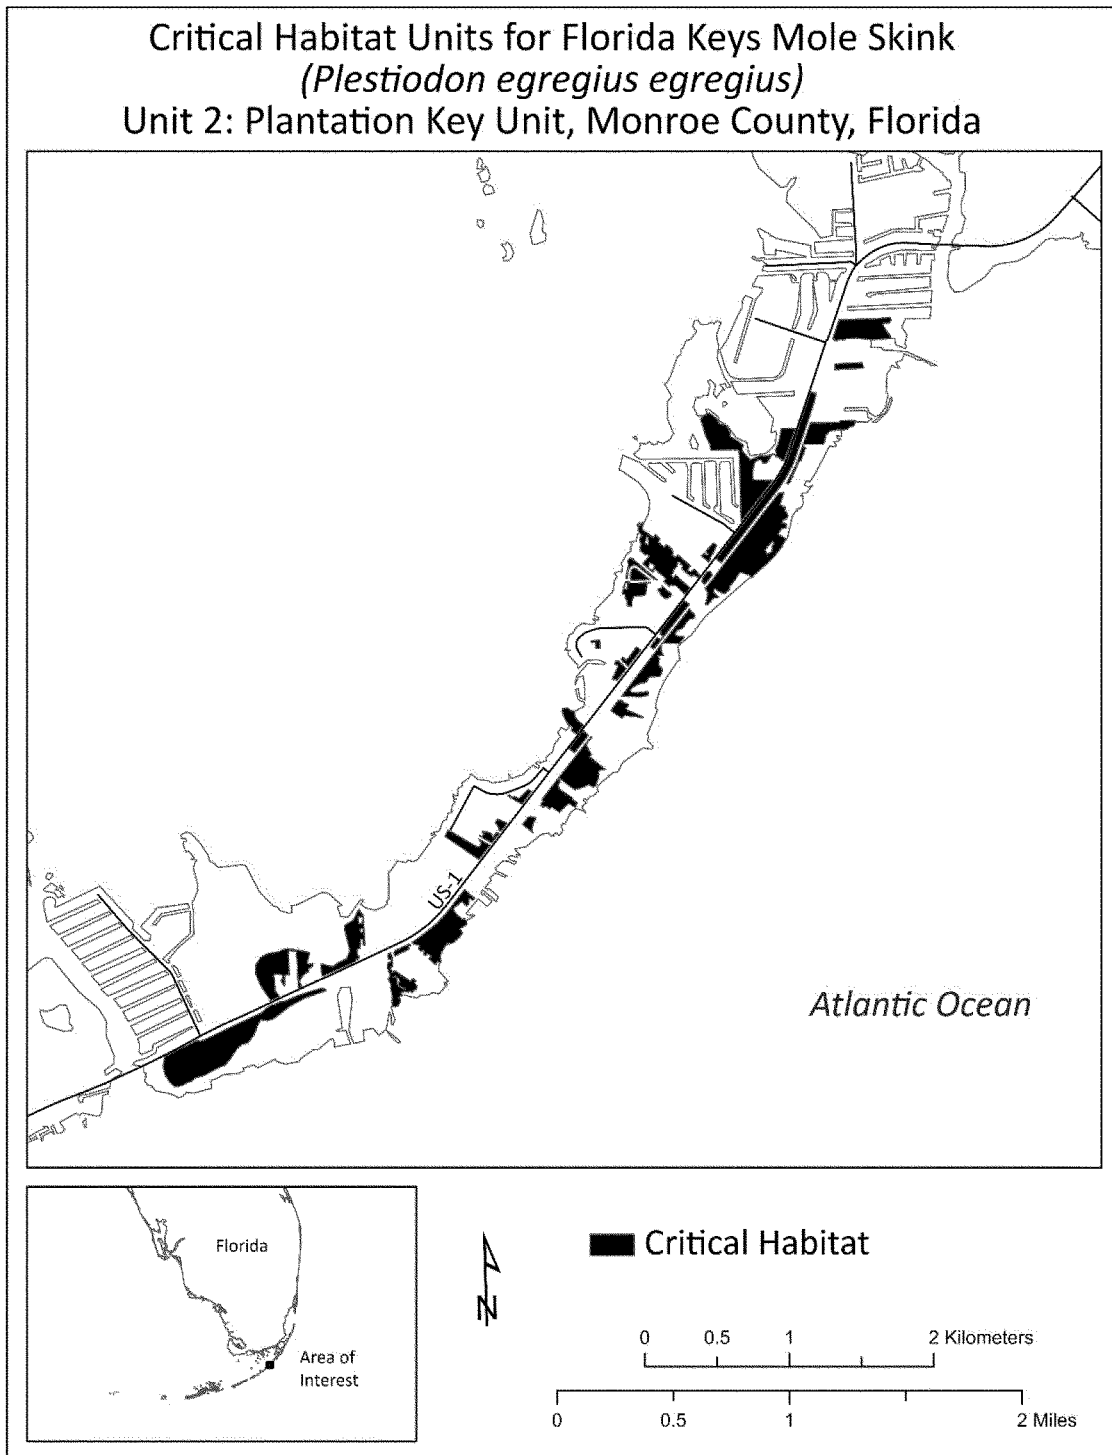 Critical Habitat Units for Florida Keys Mole Skink
(Plestiodon egregius egregius)
Unit 2: Plantation Key Unit, Monroe County, Florida
US-1
Atlantic Ocean
Florida
Area of
Interest
N
Critical Habitat
0 0.5 1 2 Kilometers
0 0.5 1 2 Miles